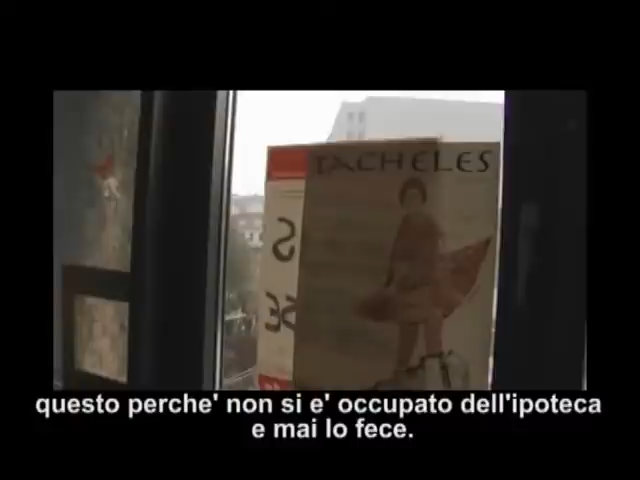 TACHELES
questo perche' non si e' occupato dell'ipoteca
e mai lo fece.